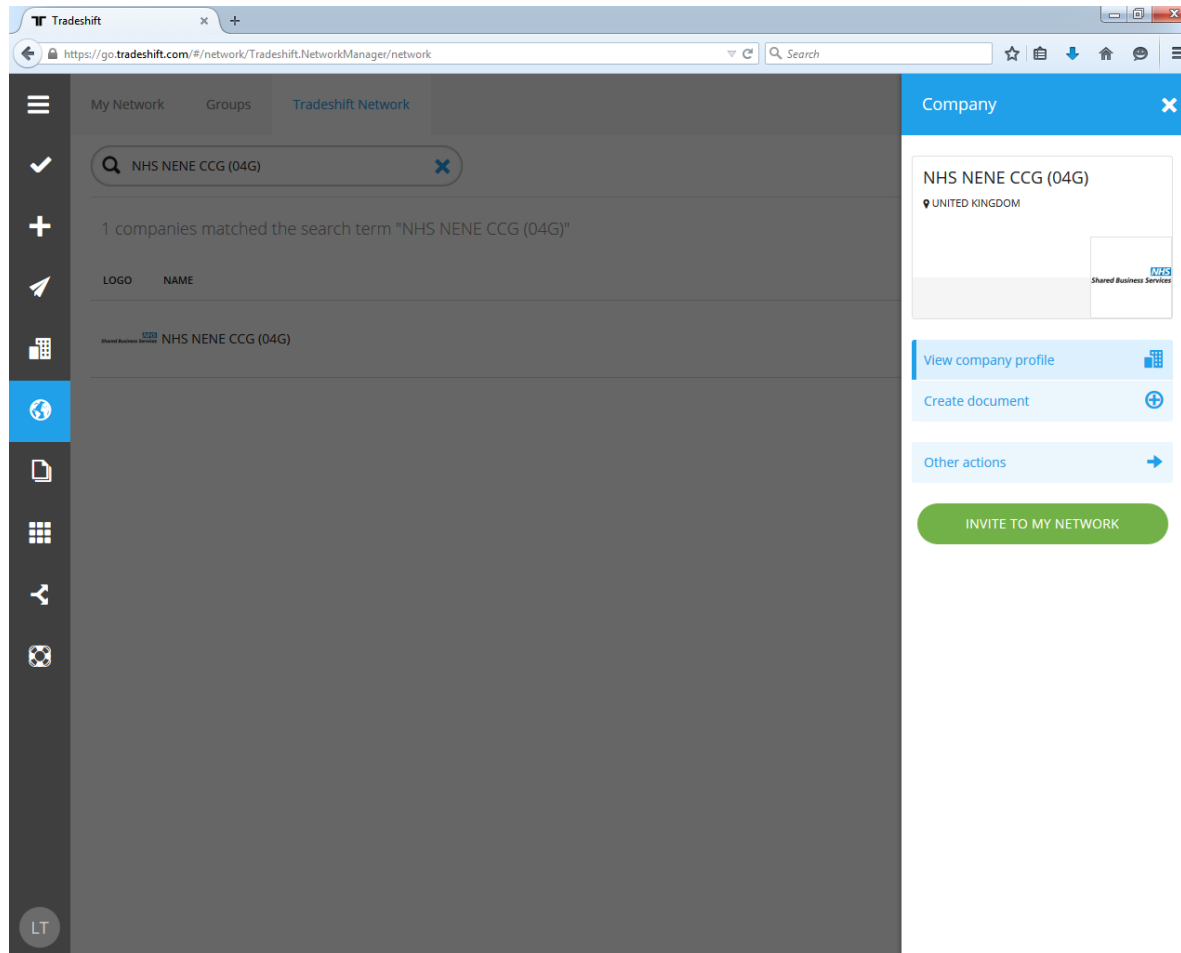 Tradeshift
https://go.tradeshift.com/#/network/Tradeshift.NetworkManager/network
Search
My Network
Groups
Tradeshift Network
NHS NENE CCG (04G)
1 companies matched the search term "NHS NENE CCG (04G)"
LOGO NAME
NHS
Shared Business Services
NHS NENE CCG (04G)
LT
Company
NHS NENE CCG (04G)
UNITED KINGDOM
NHS
Shared Business Services
View company profile
Create document
Other actions
INVITE TO MY NETWORK